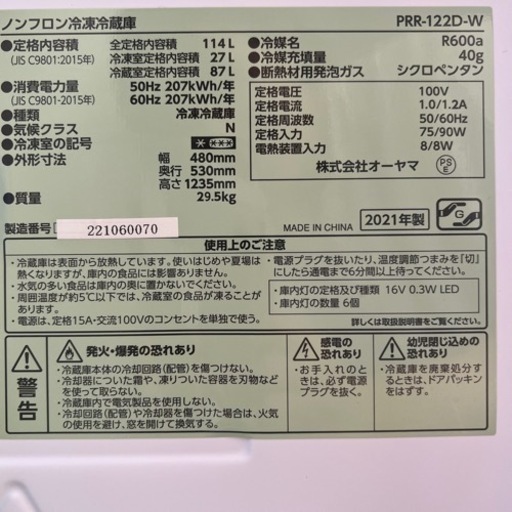 ノンフロン冷凍冷蔵庫 PRR-122D-W
●定格内容積 全定格内容積 114L
(JIS C9801:2015年) 冷凍室定格内容積 27L
冷蔵室定格内容積 87L
●消費電力量 50Hz 207kWh/年
(JIS C9801-2015年) 60Hz 207kWh/年
●種類 冷凍冷蔵庫
●気候クラス N
●冷凍室の記号
●外形寸法 幅 480mm
奥行 530mm
高さ 1235mm
●質量 29.5kg
●冷媒名 R600a
●冷媒充填量 40g
●断熱材用発泡ガス シクロペンタン
定格電圧 100V
定格電流 1.0/1.2A
定格周波数 50/60Hz
定格入力 75/90W
電熱装置入力 8/8W
株式会社オーヤマ PSE
製造番号 221060070 MADE IN CHINA 2021年製 G
使用上のご注意
・冷蔵庫は表面から放熱しています。使いはじめや夏場は
熱くなりますが、庫内の食品には影響ありません。
・水気の多い食品は庫内の奥に置かないでください。
・周囲温度が約5℃以下では、冷蔵室の食品が凍ることが
あります。
・電源は、定格15A・交流100Vのコンセントを単独で使う。
・電源プラグを抜いたり、温度調節つまみを「切」
にしたら通電まで6分間以上待ってください。
・庫内灯の定格及び種類 16V 0.3W LED
・庫内灯の数量 6個
詳しくは取扱説明書をご覧ください。
警告
発火・爆発の恐れあり
・冷蔵庫本体の冷却回路(配管)を傷つけない。
・冷却器についた霜や、凍りついた容器を刃物など
を使って取らない。
・冷蔵庫内で電気製品を使用しない。
・冷却回路(配管)や冷却器を傷つけた場合は、火気
の使用を避け、窓を開けて換気する。
感電の
恐れあり
・お手入れのと
きは、必ず電源
プラグを抜く。
幼児閉じ込めの
恐れあり
・冷蔵庫を廃棄処分
するときは、ドアパッキン
をはずす。